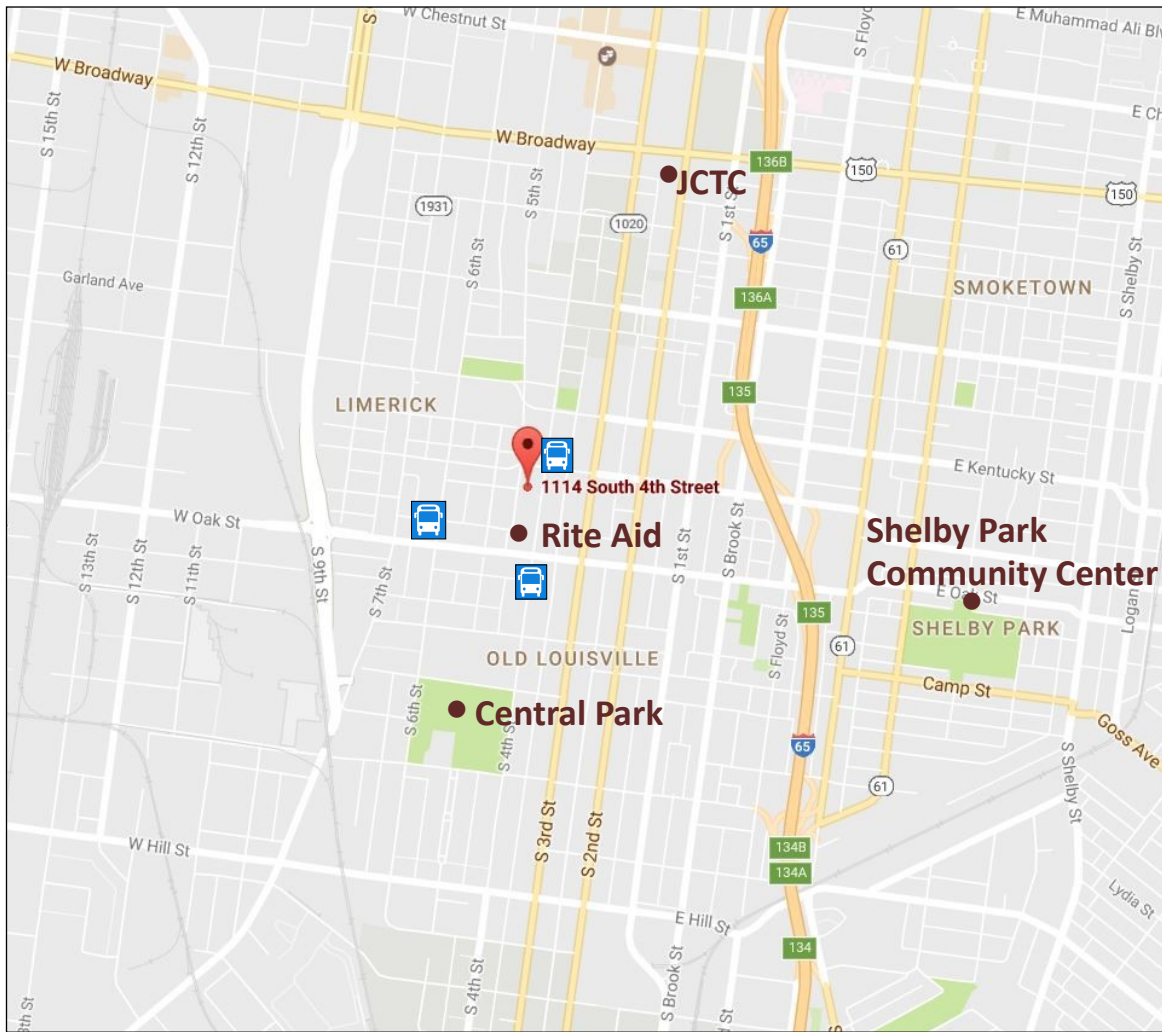 W Chestnut St
E Muhammad Ali Blv
S Floyd
S
W Broadway
S 15th St
S 12th St
E Ch
W Broadway
136B
150
150
JCTC
1931
S 5th St
1020
S 1st S
65
61
S 6th St
S Shelby St
Garland Ave
SMOKETOWN
136A
135
LIMERICK
E Kentucky St
1114 South 4th Street
W Oak St
Rite Aid
Shelby Park
Community Center
S 13th St
S 12th St
S 11th St
S 9th St
S 7th St
S 1st St
S Brook St
E Oak St
Logan
135
S Floyd St
61
SHELBY PARK
OLD LOUISVILLE
Camp St
S 6th St
Central Park
S 4th St
Goss Ave
65
S Shelby St
61
S 3rd St
S 2nd St
W Hill St
134B
134A
Lydia St
E Hill St
134
S 4th St
S Brook St
d St
S
8th St